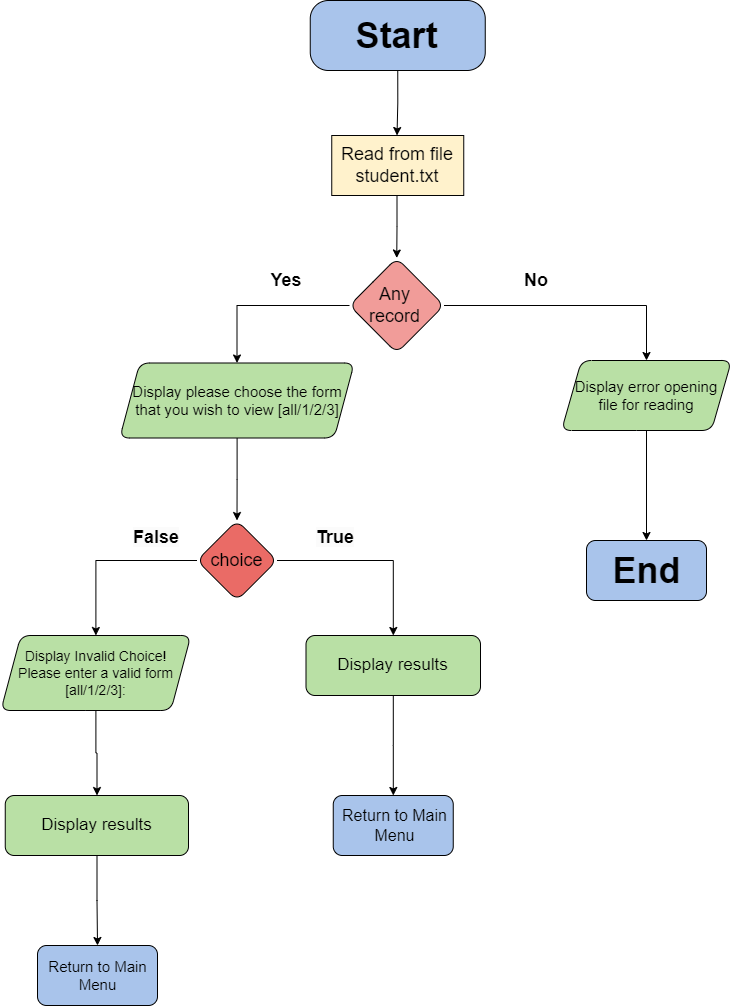 Start
Read from file
student.txt
Any
record
Yes
No
Display please choose the form
that you wish to view [all/1/2/3]
Display error opening
file for reading
choice
False
True
End
Display Invalid Choice!
Please enter a valid form
[all/1/2/3]:
Display results
Display results
Return to Main
Menu
Return to Main
Menu